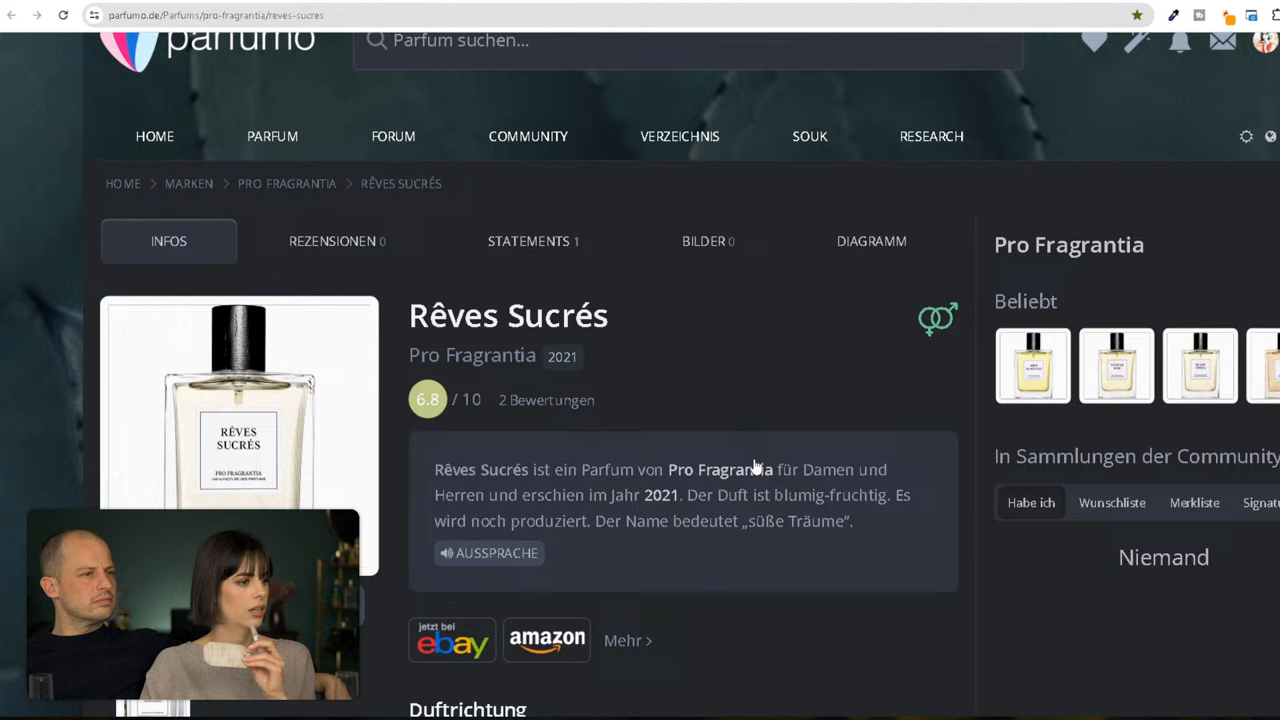 parfumo.de/Parfums/pro-fragrantia/reves-sucres
parfumo
Parfum suchen...
HOME PARFUM FORUM COMMUNITY VERZEICHNIS SOUK RESEARCH
HOME > MARKEN > PRO FRAGRANTIA > RÊVES SUCRÉS
INFOS REZENSIONEN 0 STATEMENTS 1 BILDER 0 DIAGRAMM
Pro Fragrantia
Beliebt
RÊVES
SUCRÉS
PRO FRAGRANTIA
Rêves Sucrés
Pro Fragrantia 2021
6.8 / 10 2 Bewertungen
Rêves Sucrés ist ein Parfum von Pro Fragrantia für Damen und
Herren und erschien im Jahr 2021. Der Duft ist blumig-fruchtig. Es
wird noch produziert. Der Name bedeutet „süße Träume”.
AUSSPRACHE
jetzt bei
ebay
amazon
Mehr >
Duftrichtung
In Sammlungen der Community
Habe ich Wunschliste Merkliste Signatu
Niemand